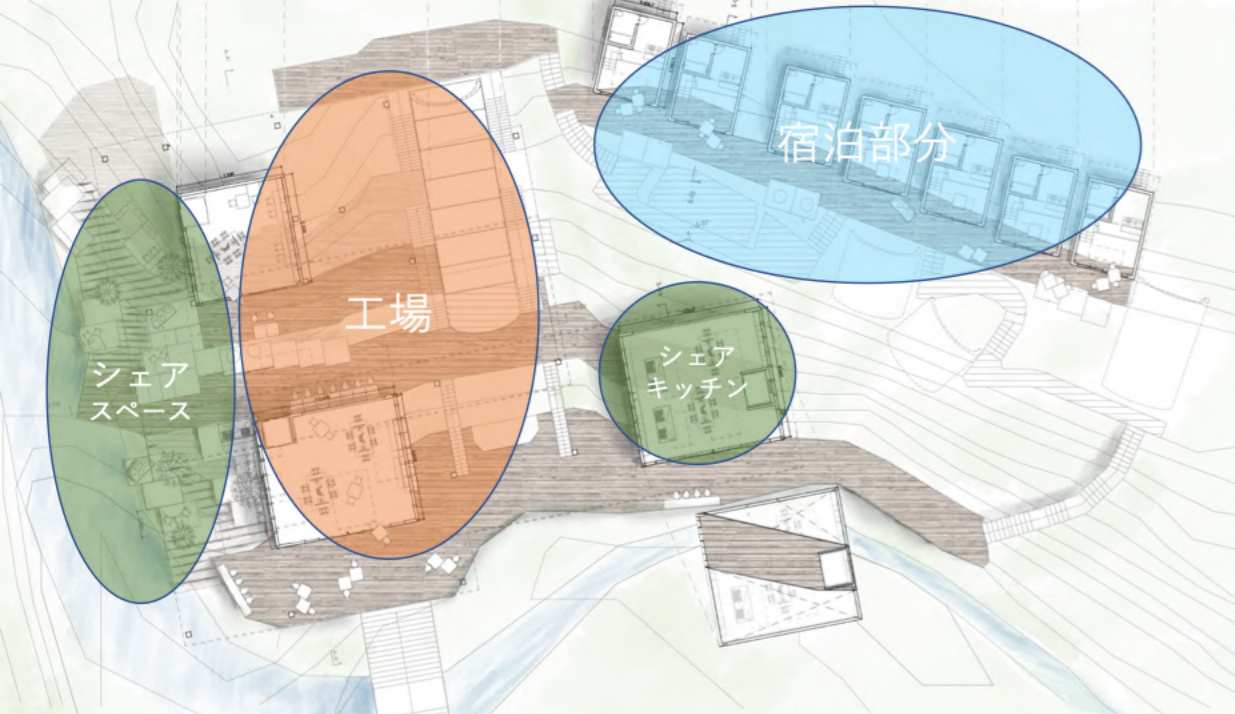 宿泊部分
工場
シェア
スペース
シェア
キッチン